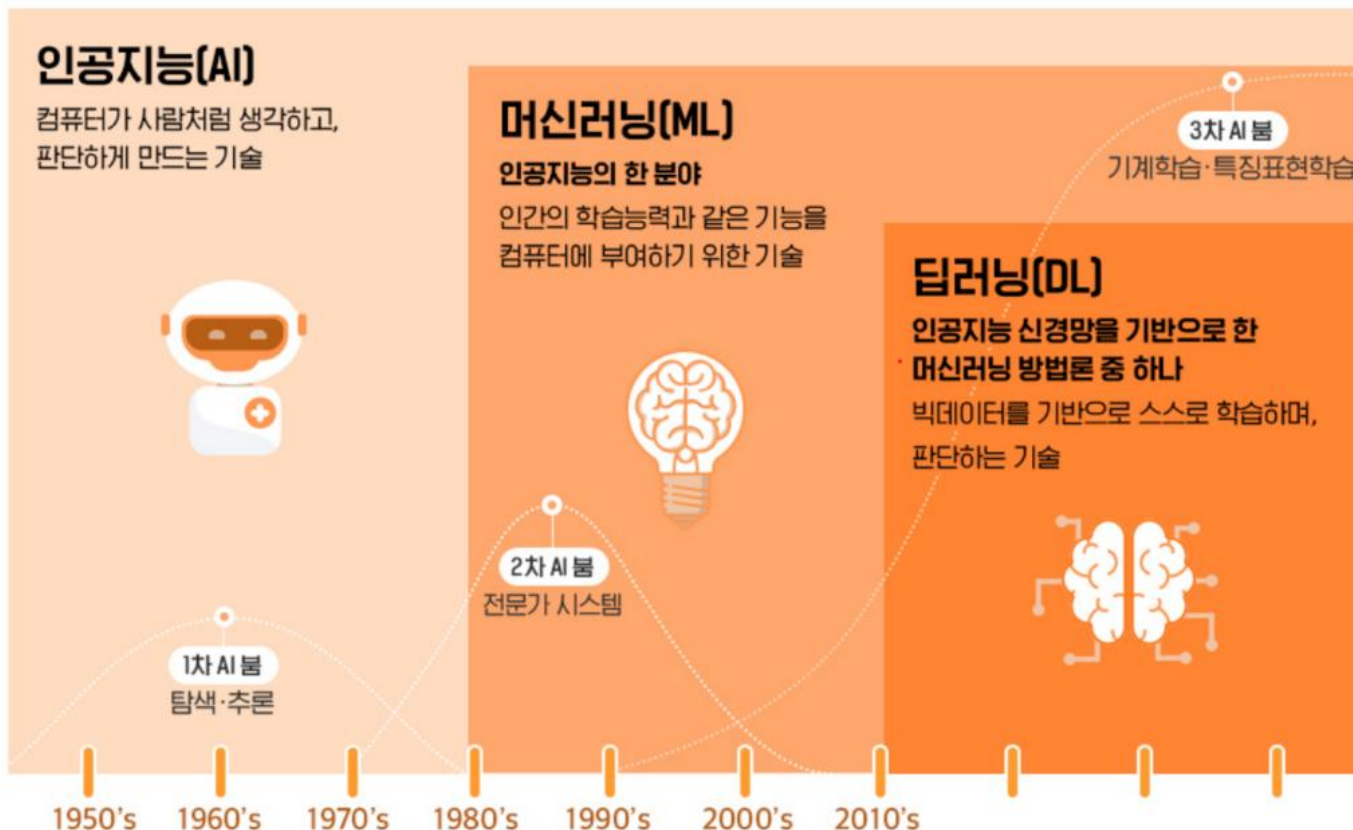 인공지능(AI)
컴퓨터가 사람처럼 생각하고,
판단하게 만드는 기술
머신러닝(ML)
인공지능의 한 분야
인간의 학습능력과 같은 기능을
컴퓨터에 부여하기 위한 기술
3차 AI 붐
기계학습·특징표현학습
딥러닝(DL)
인공지능 신경망을 기반으로 한
머신러닝 방법론 중 하나
빅데이터를 기반으로 스스로 학습하며,
판단하는 기술
2차 AI 붐
전문가 시스템
1차 AI 붐
탐색·추론
1950's 1960's 1970's 1980's 1990's 2000's 2010's